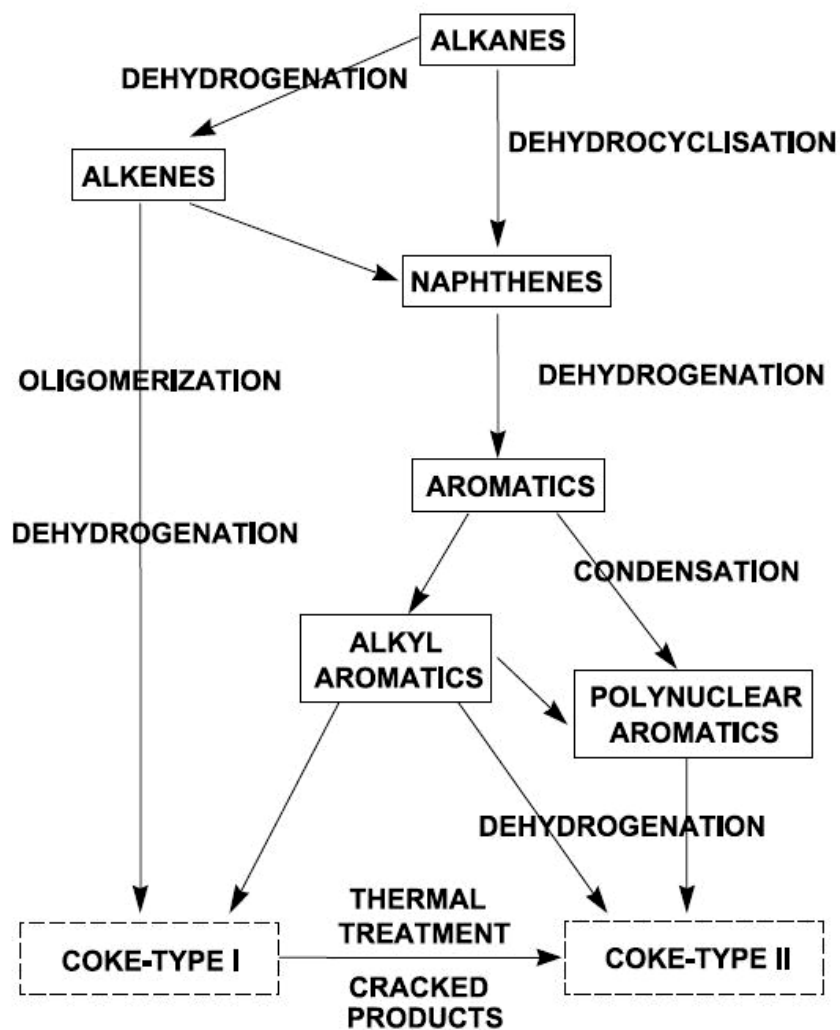 ALKANES
DEHYDROGENATION
DEHYDROCYCLISATION
ALKENES
NAPHTHENES
OLIGOMERIZATION
DEHYDROGENATION
AROMATICS
DEHYDROGENATION
CONDENSATION
ALKYL
AROMATICS
POLYNUCLEAR
AROMATICS
DEHYDROGENATION
THERMAL
TREATMENT
COKE-TYPE I
COKE-TYPE II
CRACKED
PRODUCTS